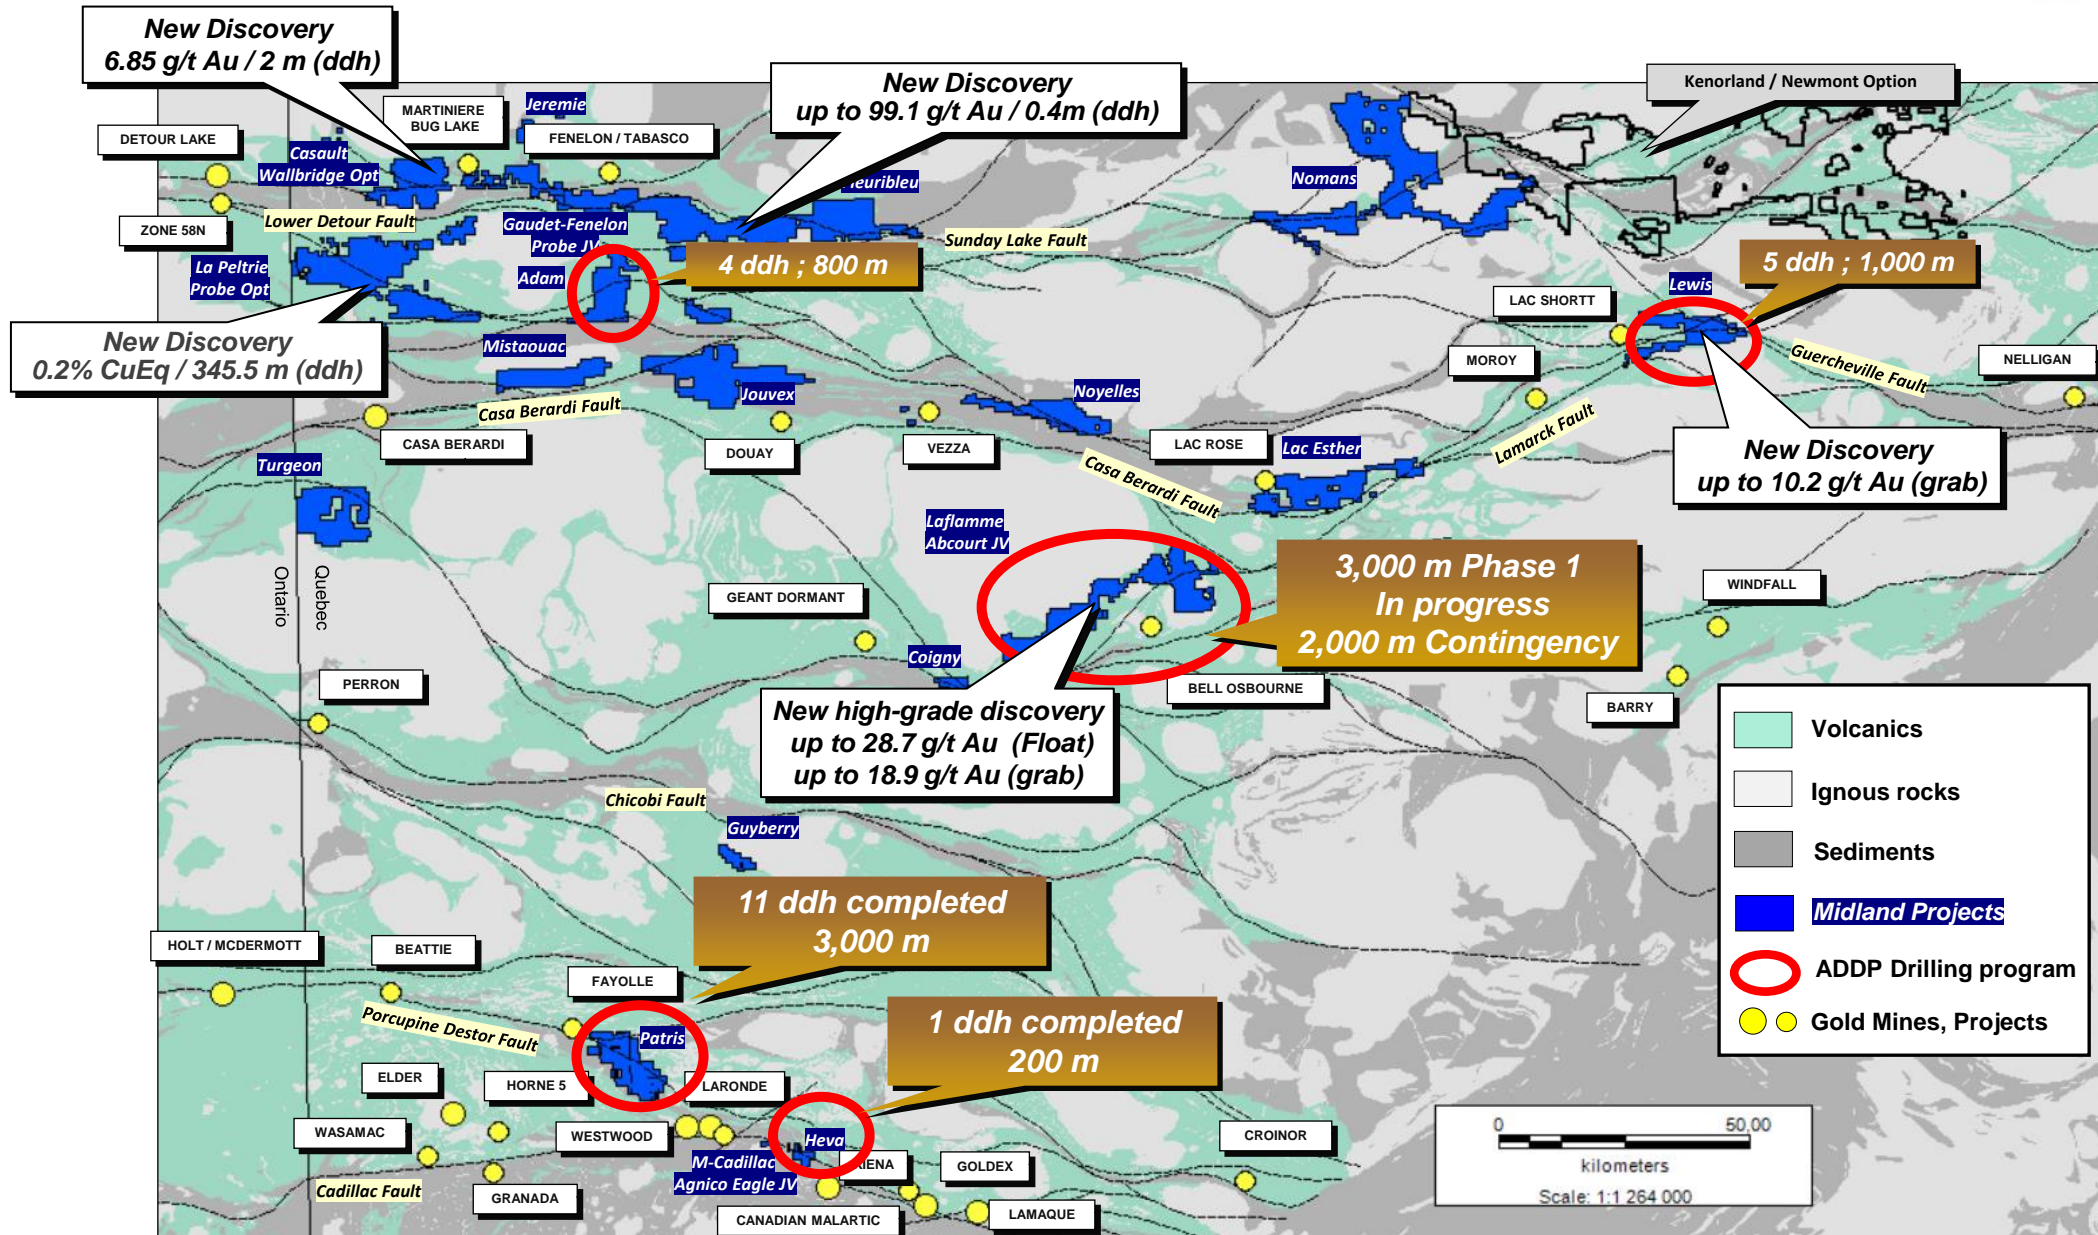 New Discovery
6.85 g/t Au / 2 m (ddh)
New Discovery
up to 99.1 g/t Au / 0.4m (ddh)
Kenorland / Newmont Option
MARTINIERE
BUG LAKE
Jeremie
DETOUR LAKE
FENELON / TABASCO
Casault
Wallbridge Opt
Nomans
Lower Detour Fault
Gaudet-Fenelon
Probe JV
ZONE 58N
Sunday Lake Fault
La Peltrie
Probe Opt
Adam
4 ddh ; 800 m
5 ddh ; 1,000 m
Lewis
LAC SHORTT
New Discovery
0.2% CuEq / 345.5 m (ddh)
Mistaouac
MOROY
Guercheville Fault
NELLIGAN
Jouvex
Noyelles
Casa Berardi Fault
CASA BERARDI
DOUAY
VEZZA
LAC ROSE
Lac Esther
Lamarck Fault
New Discovery
up to 10.2 g/t Au (grab)
Turgeon
Casa Berardi Fault
Laflamme
Abcourt JV
Ontario
Quebec
3,000 m Phase 1
In progress
2,000 m Contingency
WINDFALL
GEANT DORMANT
Coigny
PERRON
BELL OSBOURNE
BARRY
New high-grade discovery
up to 28.7 g/t Au (Float)
up to 18.9 g/t Au (grab)
Volcanics
Ignous rocks
Sediments
Midland Projects
ADDP Drilling program
Gold Mines, Projects
Chicobi Fault
Guyberry
11 ddh completed
3,000 m
HOLT / MCDERMOTT
BEATTIE
FAYOLLE
Porcupine Destor Fault
Patris
1 ddh completed
200 m
ELDER
HORNE 5
LARONDE
WASAMAC
WESTWOOD
Heva
CROINOR
M-Cadillac
Agnico Eagle JV
GOLDEX
Cadillac Fault
GRANADA
CANADIAN MALARTIC
LAMAQUE
0 50,00
kilometers
Scale: 1:1 264 000